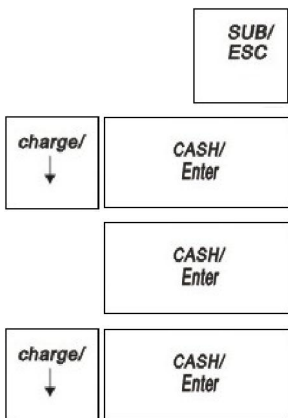 SUB/
ESC
charge/
CASH/
Enter
CASH/
Enter
charge/
CASH/
Enter